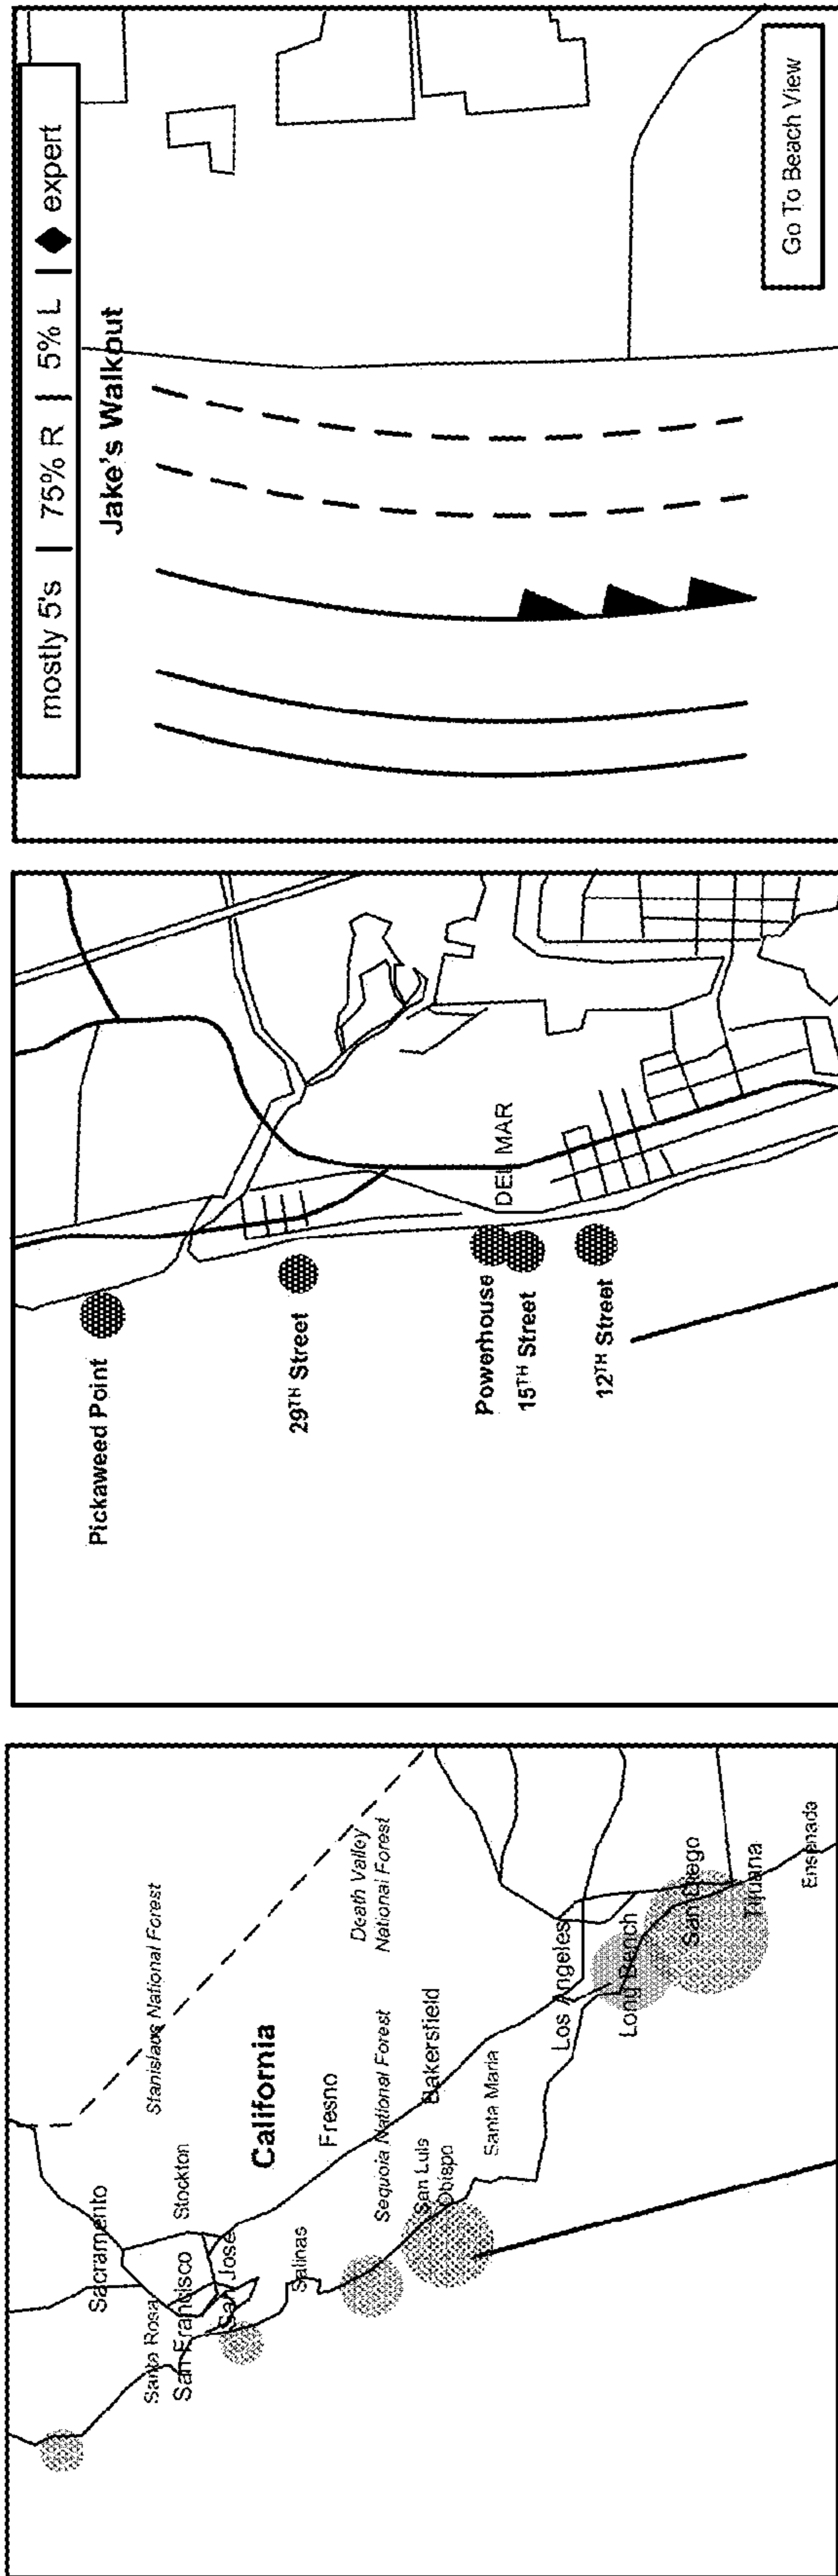 Sacramento
Stanislaus National Forest
Stockton
Santa Rosa
San Francisco
San Jose
California
Fresno
Salinas
Death Valley
National Forest
Sequoia National Forest
Bakersfield
San Luis
Obispo
Santa Maria
Los Angeles
Long Bench
San Diego
Tijuana
Ensenada
Pickaweed Point
29TH Street
Powerhouse
15TH Street
DEL MAR
12TH Street
mostly 5's | 75% R | 5% L | ◆ expert
Jake's Walkout
Go To Beach View